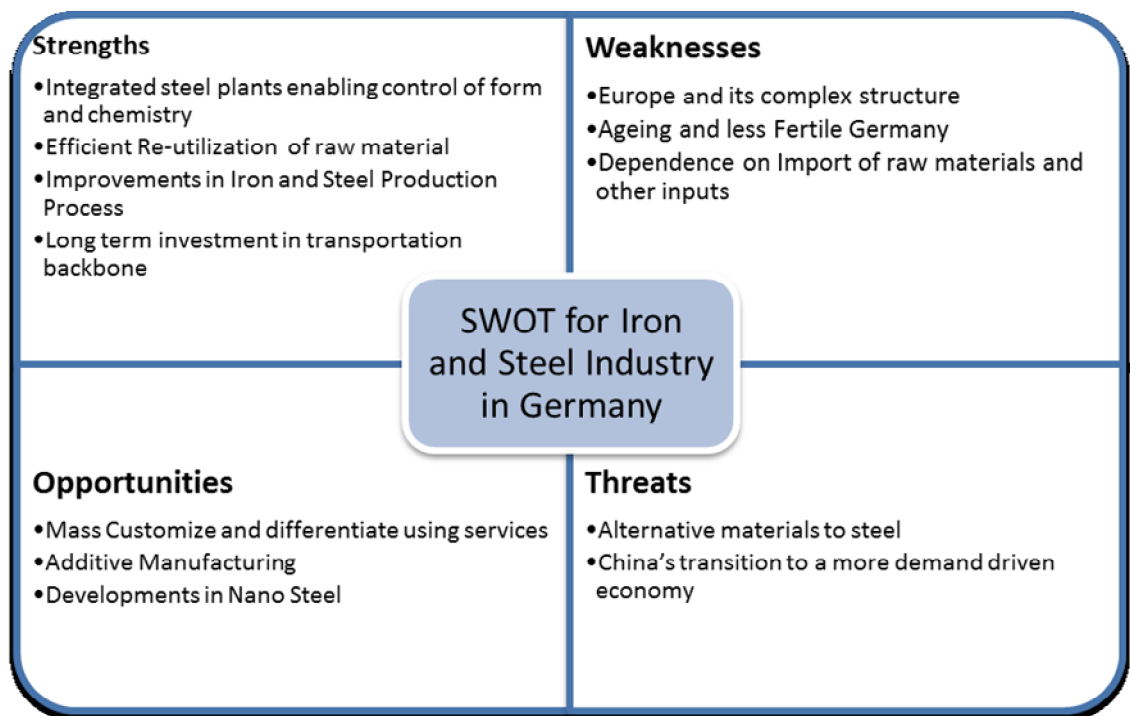 Strengths
•Integrated steel plants enabling control of form
and chemistry
•Efficient Re-utilization of raw material
•Improvements in Iron and Steel Production
Process
•Long term investment in transportation
backbone
Weaknesses
•Europe and its complex structure
•Ageing and less Fertile Germany
•Dependence on Import of raw materials and
other inputs
SWOT for Iron
and Steel Industry
in Germany
Opportunities
•Mass Customize and differentiate using services
•Additive Manufacturing
•Developments in Nano Steel
Threats
•Alternative materials to steel
•China’s transition to a more demand driven
economy